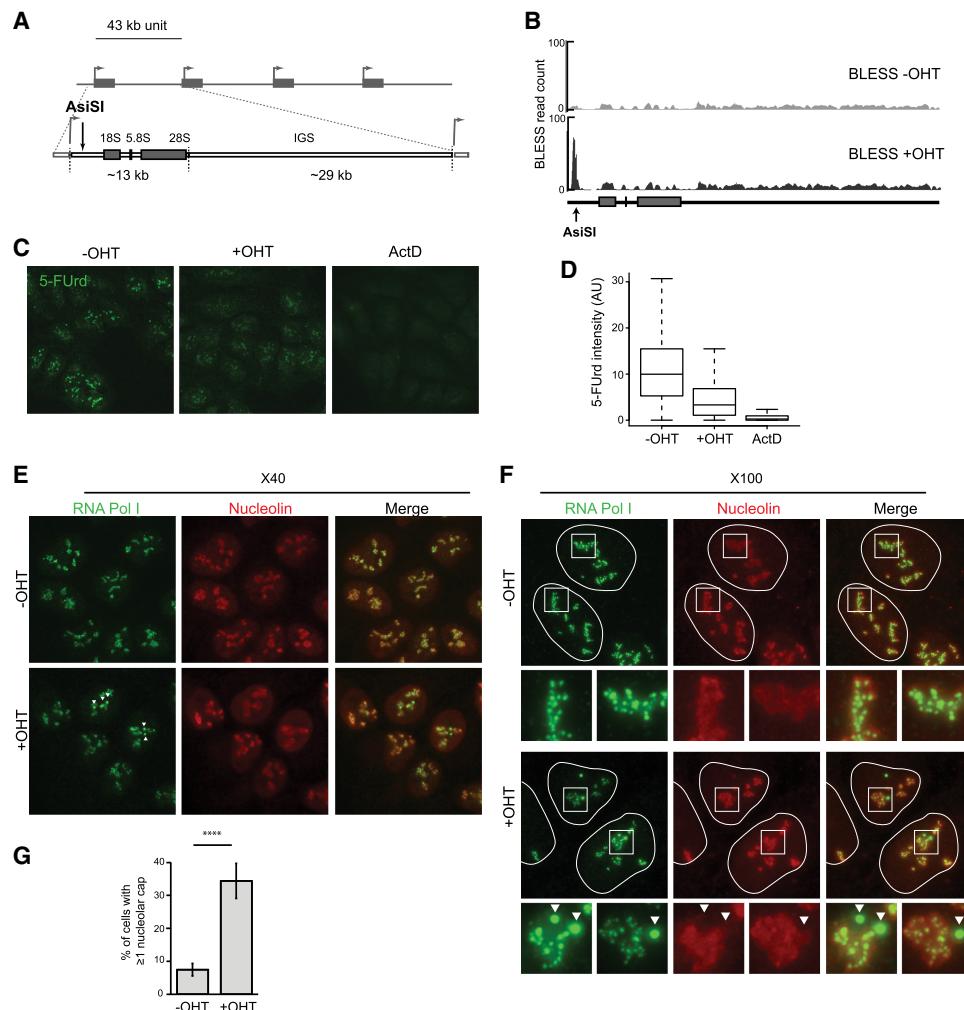 A
43 kb unit
AsiSI
18S 5.8S 28S IGS
~13 kb ~29 kb
B
100
BLESS -OHT
0
100
BLESS +OHT
0
BLESS read count
AsiSI
C
-OHT +OHT ActD
5-FUrd
D
30
20
10
0
5-FUrd intensity (AU)
-OHT +OHT ActD
E
X40
RNA Pol I Nucleolin Merge
-OHT
+OHT
F
X100
RNA Pol I Nucleolin Merge
-OHT
+OHT
G
****
40
30
20
10
0
% of cells with
≥1 nucleolar cap
-OHT +OHT